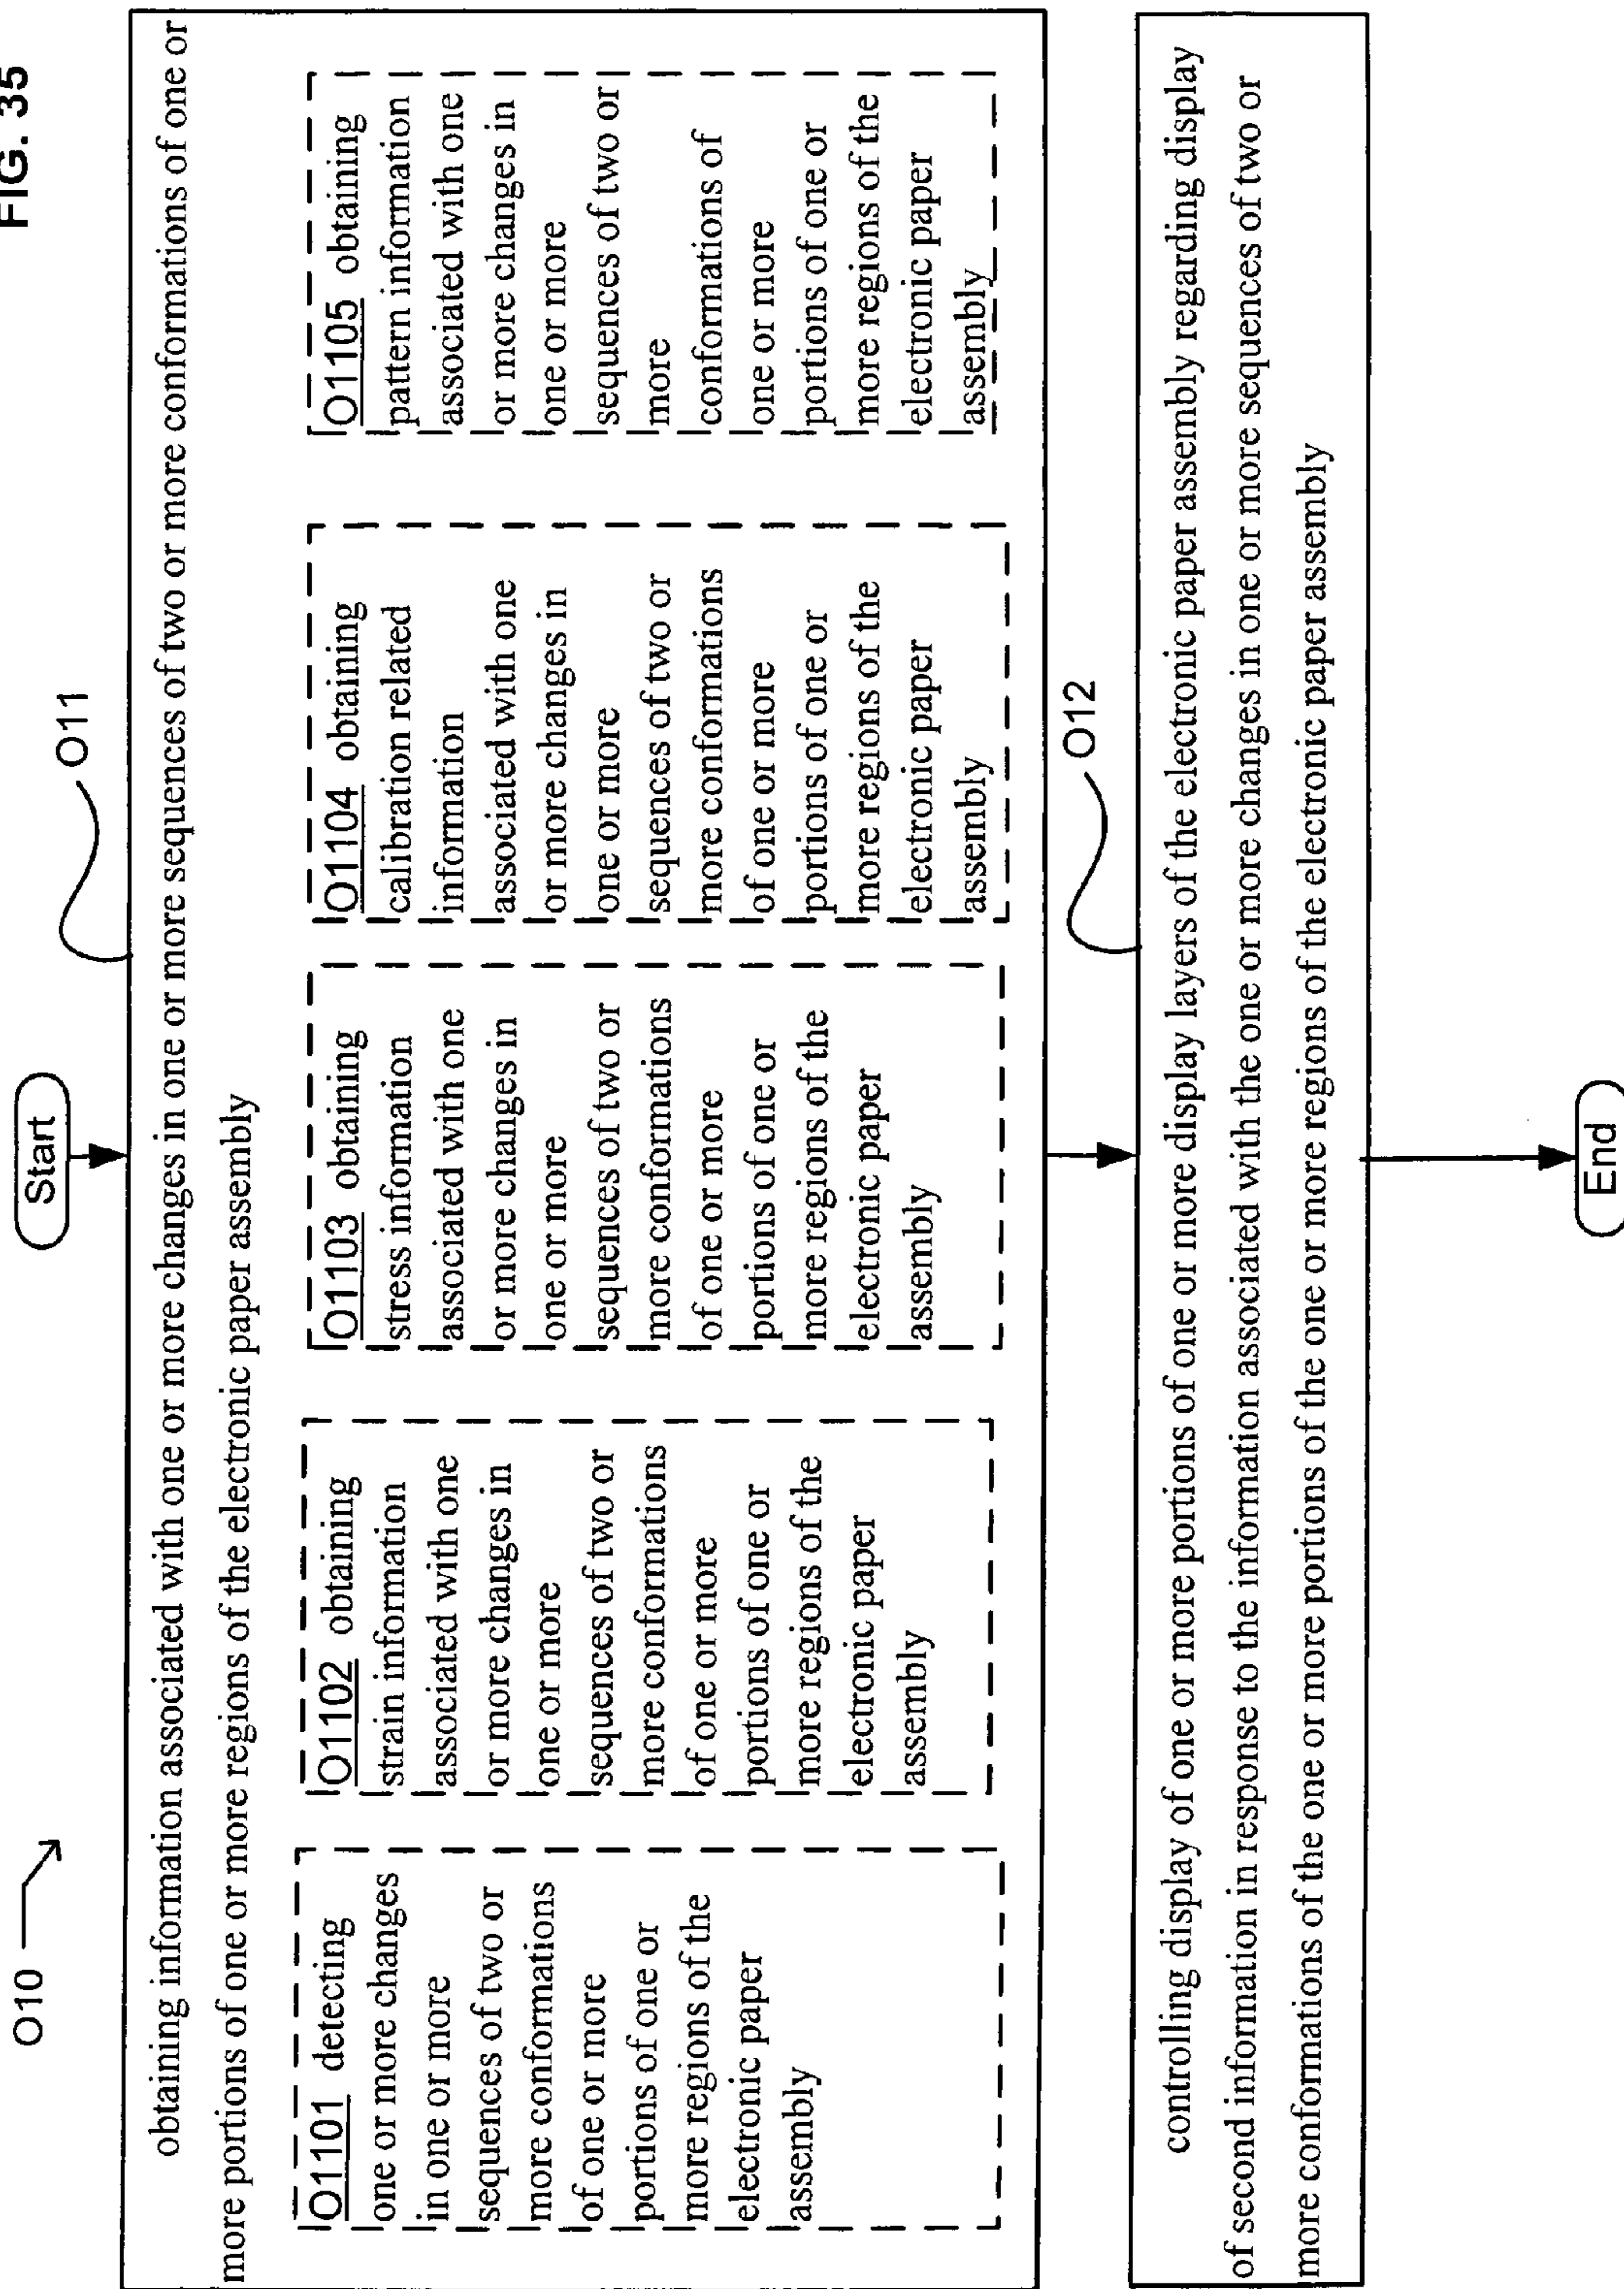 FIG. 35
O10
Start
O11
obtaining information associated with one or more changes in one or more sequences of two or more conformations of one or
more portions of one or more regions of the electronic paper assembly
O1101 detecting
one or more changes
in one or more
sequences of two or
more conformations
of one or more
portions of one or
more regions of the
electronic paper
assembly
O1102 obtaining
strain information
associated with one
or more changes in
one or more
sequences of two or
more conformations
of one or more
portions of one or
more regions of the
electronic paper
assembly
O1103 obtaining
stress information
associated with one
or more changes in
one or more
sequences of two or
more conformations
of one or more
portions of one or
more regions of the
electronic paper
assembly
O1104 obtaining
calibration related
information
associated with one
or more changes in
one or more
sequences of two or
more conformations
of one or more
portions of one or
more regions of the
electronic paper
assembly
O1105 obtaining
pattern information
associated with one
or more changes in
one or more
sequences of two or
more
conformations of
one or more
portions of one or
more regions of the
electronic paper
assembly
O12
controlling display of one or more portions of one or more display layers of the electronic paper assembly regarding display
of second information in response to the information associated with the one or more changes in one or more sequences of two or
more conformations of the one or more portions of the one or more regions of the electronic paper assembly
End